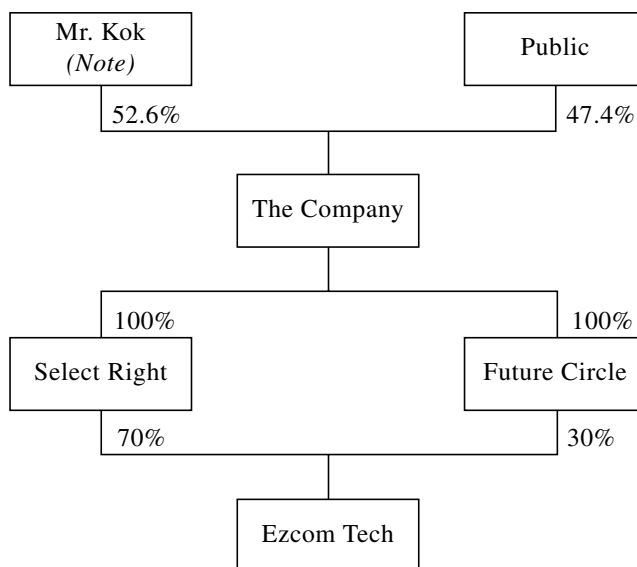 Mr. Kok
(Note)
Public
52.6%
47.4%
The Company
100%
100%
Select Right
Future Circle
70%
30%
Ezcom Tech